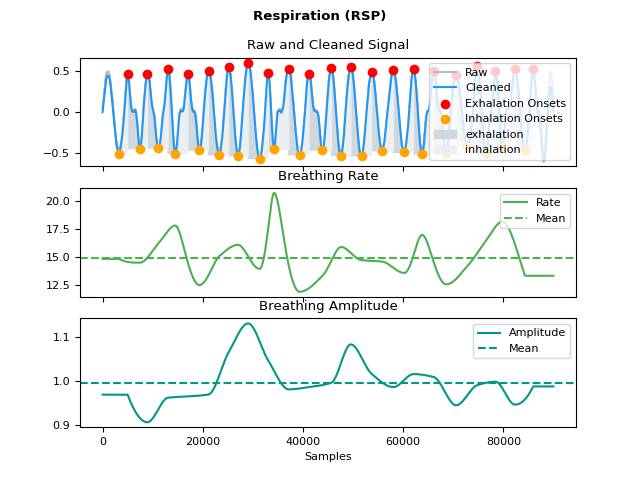 Respiration (RSP)
Raw and Cleaned Signal
0.5
0.0
−0.5
Raw
Cleaned
Exhalation Onsets
Inhalation Onsets
exhalation
inhalation
Breathing Rate
20.0
17.5
15.0
12.5
Rate
Mean
Breathing Amplitude
1.1
1.0
0.9
Amplitude
Mean
0 20000 40000 60000 80000
Samples